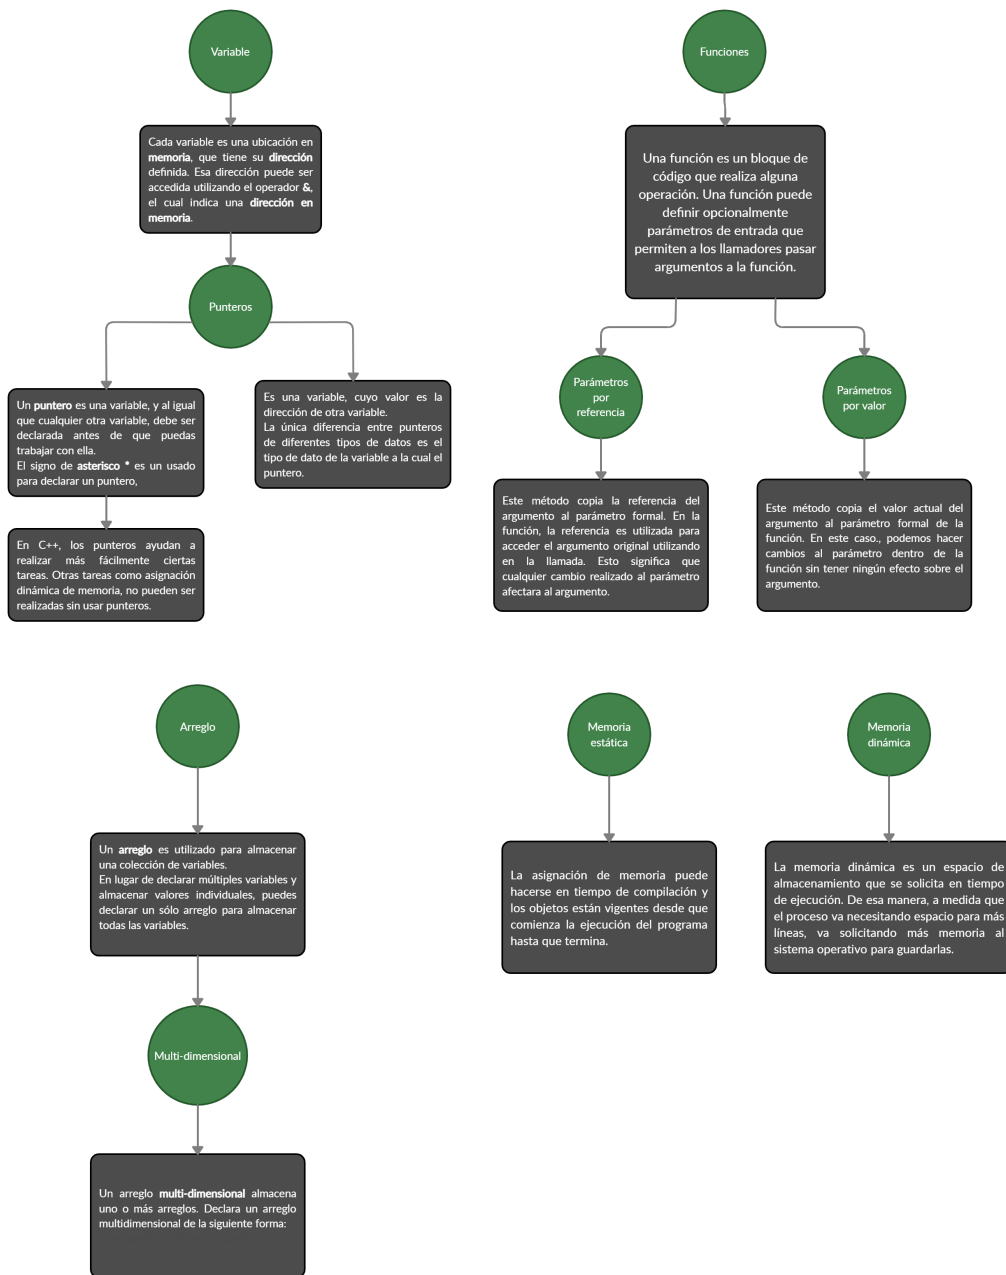 Variable
Cada variable es una ubicación en
memoria, que tiene su dirección
definida. Esa dirección puede ser
accedida utilizando el operador &,
el cual indica una dirección en
memoria.
Punteros
Un puntero es una variable, y al igual
que cualquier otra variable, debe ser
declarada antes de que puedas
trabajar con ella.
El signo de asterisco * es un usado
para declarar un puntero,
Es una variable, cuyo valor es la
dirección de otra variable.
La única diferencia entre punteros
de diferentes tipos de datos es el
tipo de dato de la variable a la cual el
puntero.
En C++, los punteros ayudan a
realizar más fácilmente ciertas
tareas. Otras tareas como asignación
dinámica de memoria, no pueden ser
realizadas sin usar punteros.
Funciones
Una función es un bloque de
código que realiza alguna
operación. Una función puede
definir opcionalmente
parámetros de entrada que
permiten a los llamadores pasar
argumentos a la función.
Parámetros
por
referencia
Este método copia la referencia del
argumento al parámetro formal. En la
función, la referencia es utilizada para
acceder el argumento original utilizando
en la llamada. Esto significa que
cualquier cambio realizado al parámetro
afectara al argumento.
Parámetros
por valor
Este método copia el valor actual del
argumento al parámetro formal de la
función. En este caso., podemos hacer
cambios al parámetro dentro de la
función sin tener ningún efecto sobre el
argumento.
Arreglo
Un arreglo es utilizado para almacenar
una colección de variables.
En lugar de declarar múltiples variables y
almacenar valores individuales, puedes
declarar un sólo arreglo para almacenar
todas las variables.
Multi-dimensional
Un arreglo multi-dimensional almacena
uno o más arreglos. Declara un arreglo
multidimensional de la siguiente forma:
Memoria
estática
La asignación de memoria puede
hacerse en tiempo de compilación y
los objetos están vigentes desde que
comienza la ejecución del programa
hasta que termina.
Memoria
dinámica
La memoria dinámica es un espacio de
almacenamiento que se solicita en tiempo
de ejecución. De esa manera, a medida que
el proceso va necesitando espacio para más
líneas, va solicitando más memoria al
sistema operativo para guardarlas.